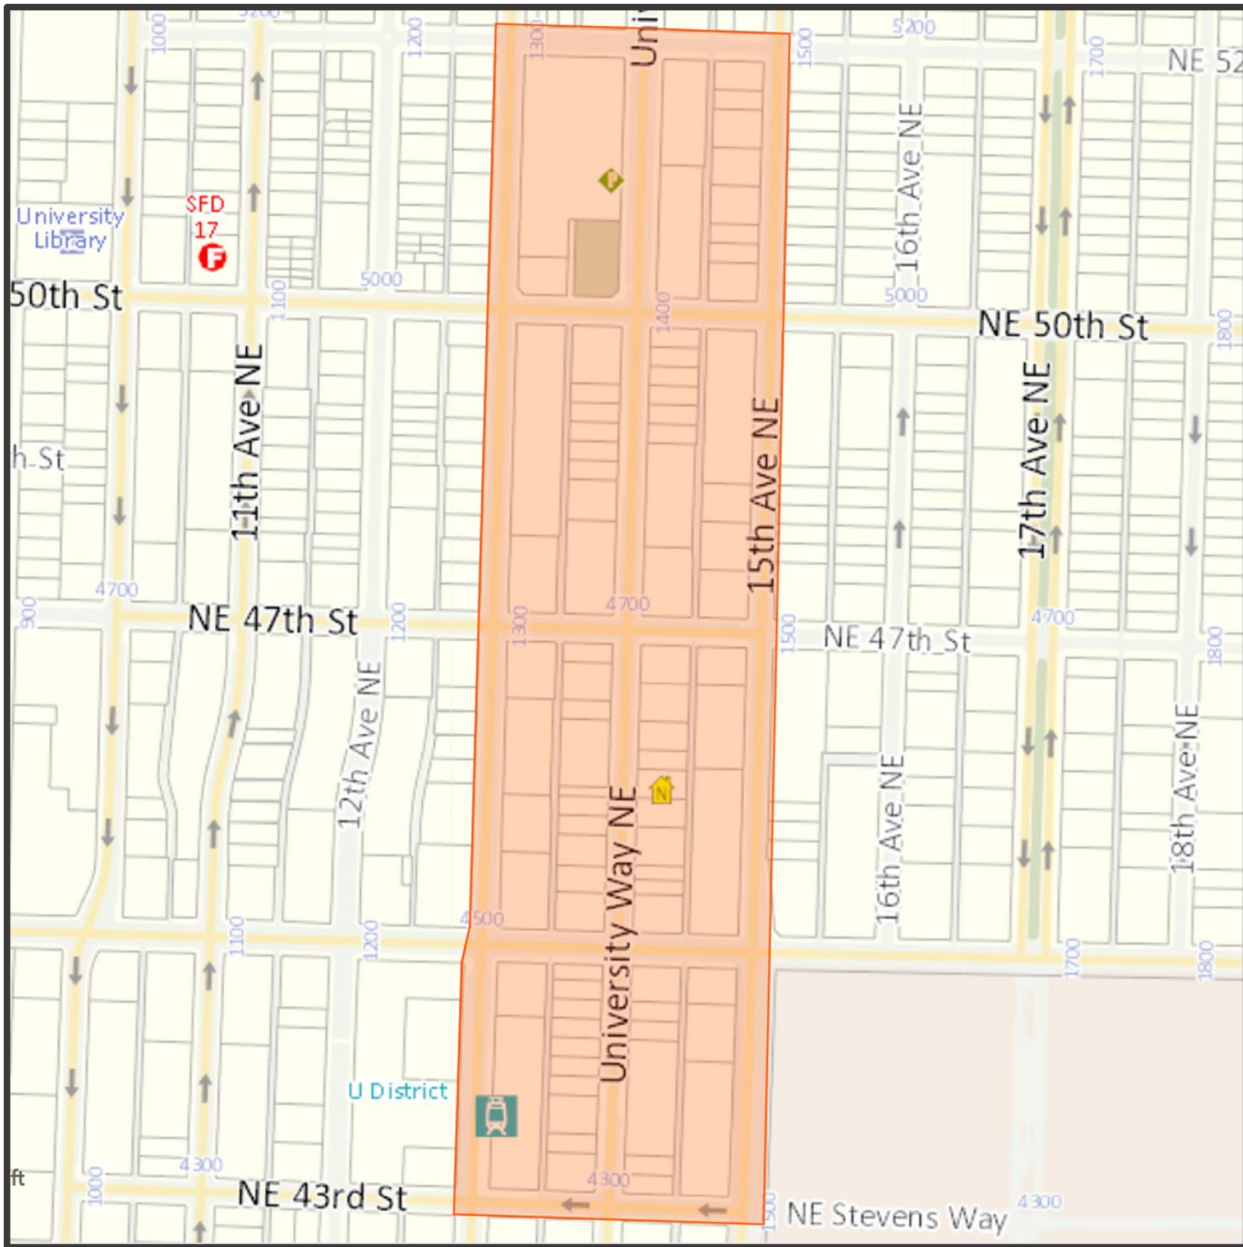 1000
5200
1200
1300
Univ
1500
5200
1700
NE 52
16th Ave NE
University
Library
SFD
17
F
P
50th St
1100
5000
1400
5000
NE 50th St
1800
11th Ave NE
15th Ave NE
17th Ave NE
h St
4700
900
NE 47th St
1200
1300
4700
1500
NE 47th St
4700
1800
12th Ave NE
N
University Way NE
16th Ave NE
18th Ave NE
4500
1100
1200
1700
1800
U District
ft
1000
4300
NE 43rd St
4300
1500
NE Stevens Way
4300